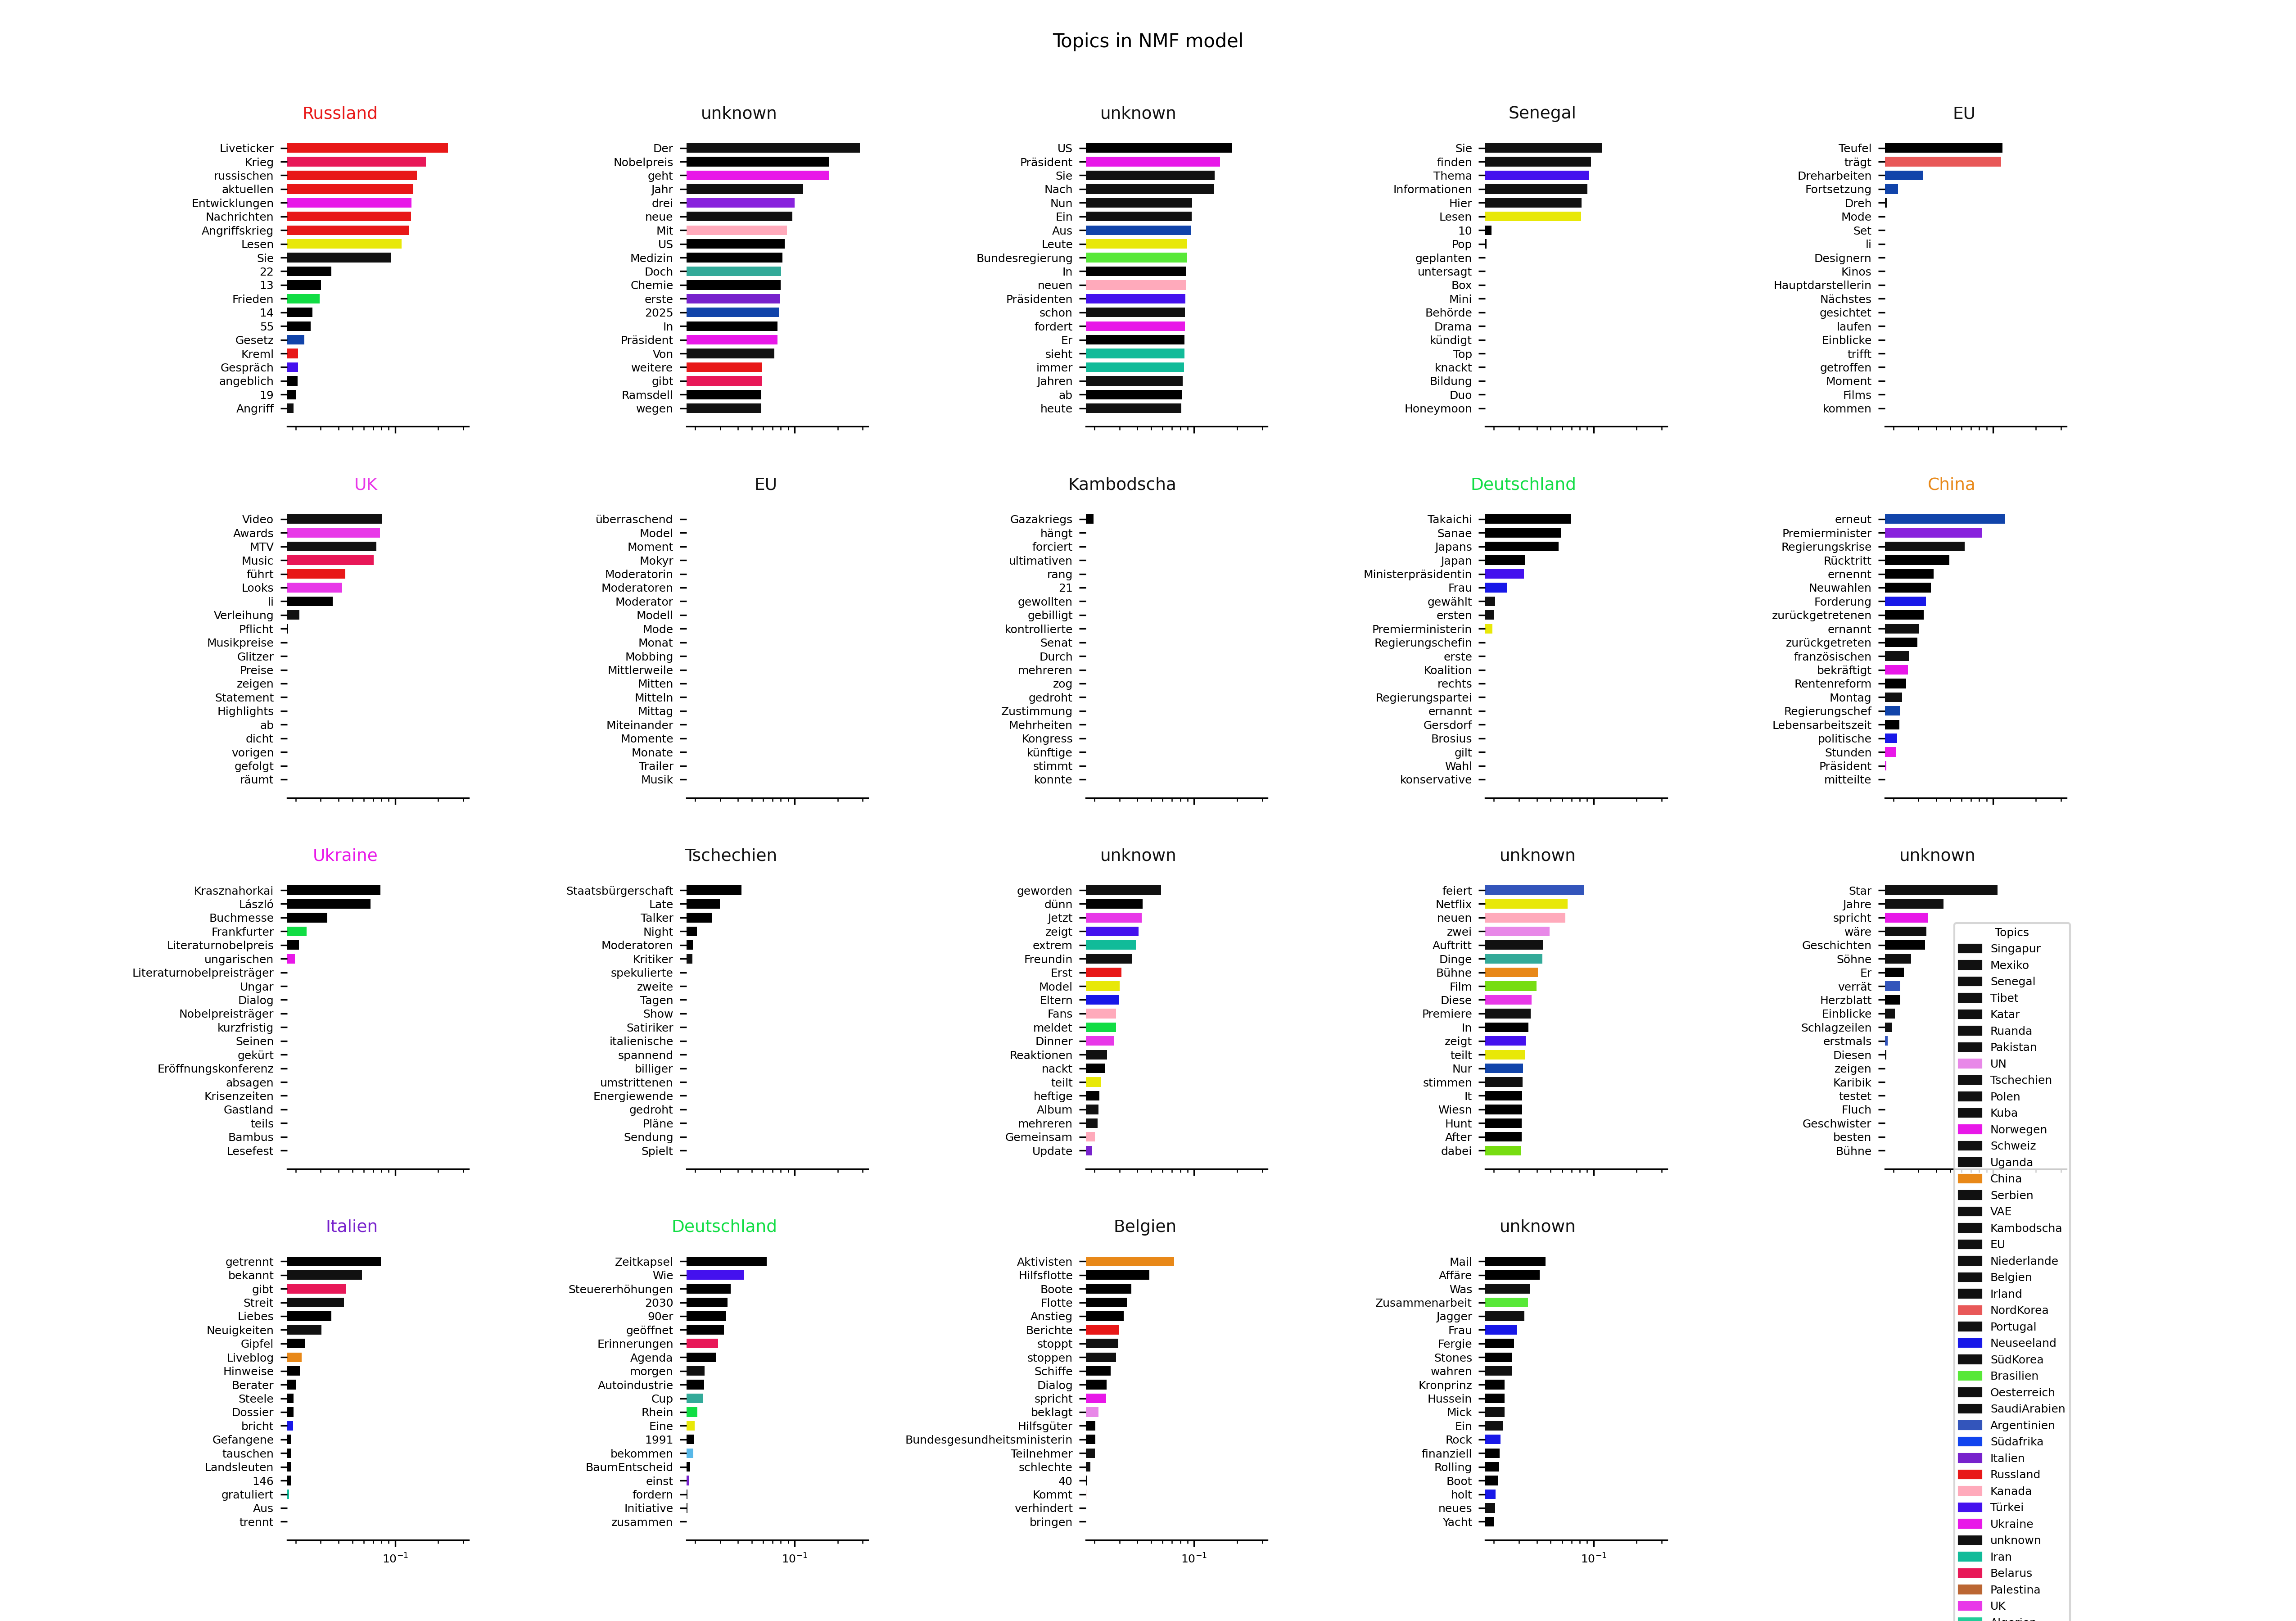 Topics in NMF model
Russland
Liveticker
Krieg
russischen
aktuellen
Entwicklungen
Nachrichten
Angriffskrieg
Lesen
Sie
22
13
Frieden
14
55
Gesetz
Kreml
Gespräch
angeblich
19
Angriff
unknown
Der
Nobelpreis
geht
Jahr
drei
neue
Mit
US
Medizin
Doch
Chemie
erste
2025
In
Präsident
Von
weitere
gibt
Ramsdell
wegen
unknown
US
Präsident
Sie
Nach
Nun
Ein
Aus
Leute
Bundesregierung
In
neuen
Präsidenten
schon
fordert
Er
sieht
immer
Jahren
ab
heute
Senegal
Sie
finden
Thema
Informationen
Hier
Lesen
10
Pop
geplanten
untersagt
Box
Mini
Behörde
Drama
kündigt
Top
knackt
Bildung
Duo
Honeymoon
EU
Teufel
trägt
Dreharbeiten
Fortsetzung
Dreh
Mode
Set
li
Designern
Kinos
Hauptdarstellerin
Nächstes
gesichtet
laufen
Einblicke
trifft
getroffen
Moment
Films
kommen
UK
Video
Awards
MTV
Music
führt
Looks
li
Verleihung
Pflicht
Musikpreise
Glitzer
Preise
zeigen
Statement
Highlights
ab
dicht
vorigen
gefolgt
räumt
EU
überraschend
Model
Moment
Mokyr
Moderatorin
Moderatoren
Moderator
Modell
Mode
Monat
Mobbing
Mittlerweile
Mitten
Mitteln
Mittag
Miteinander
Momente
Monate
Trailer
Musik
Kambodscha
Gazakriegs
hängt
forciert
ultimativen
rang
21
gewollten
gebilligt
kontrollierte
Senat
Durch
mehreren
zog
gedroht
Zustimmung
Mehrheiten
Kongress
künftige
stimmt
konnte
Deutschland
Takaichi
Sanae
Japans
Japan
Ministerpräsidentin
Frau
gewählt
ersten
Premierministerin
Regierungschefin
erste
Koalition
rechts
Regierungspartei
ernannt
Gersdorf
Brosius
gilt
Wahl
konservative
China
erneut
Premierminister
Regierungskrise
Rücktritt
ernennt
Neuwahlen
Forderung
zurückgetretenen
ernannt
zurückgetreten
französischen
bekräftigt
Rentenreform
Montag
Regierungschef
Lebensarbeitszeit
politische
Stunden
Präsident
mitteilte
Ukraine
Krasznahorkai
László
Buchmesse
Frankfurter
Literaturnobelpreis
ungarischen
Literaturnobelpreisträger
Ungar
Dialog
Nobelpreisträger
kurzfristig
Seinen
gekürt
Eröffnungskonferenz
absagen
Krisenzeiten
Gastland
teils
Bambus
Lesefest
Tschechien
Staatsbürgerschaft
Late
Talker
Night
Moderatoren
Kritiker
spekulierte
zweite
Tagen
Show
Satiriker
italienische
spannend
billiger
umstrittenen
Energiewende
gedroht
Pläne
Sendung
Spielt
unknown
geworden
dünn
Jetzt
zeigt
extrem
Freundin
Erst
Model
Eltern
Fans
meldet
Dinner
Reaktionen
nackt
teilt
heftige
Album
mehreren
Gemeinsam
Update
unknown
feiert
Netflix
neuen
zwei
Auftritt
Dinge
Bühne
Film
Diese
Premiere
In
zeigt
teilt
Nur
stimmen
It
Wiesn
Hunt
After
dabei
unknown
Star
Jahre
spricht
wäre
Geschichten
Söhne
Er
verrät
Herzblatt
Einblicke
Schlagzeilen
erstmals
Diesen
zeigen
Karibik
testet
Fluch
Geschwister
besten
Bühne
Italien
getrennt
bekannt
gibt
Streit
Liebes
Neuigkeiten
Gipfel
Liveblog
Hinweise
Berater
Steele
Dossier
bricht
Gefangene
tauschen
Landsleuten
146
gratuliert
Aus
trennt
10⁻¹
Deutschland
Zeitkapsel
Wie
Steuererhöhungen
2030
90er
geöffnet
Erinnerungen
Agenda
morgen
Autoindustrie
Cup
Rhein
Eine
1991
bekommen
BaumEntscheid
einst
fordern
Initiative
zusammen
10⁻¹
Belgien
Aktivisten
Hilfsflotte
Boote
Flotte
Anstieg
Berichte
stoppt
stoppen
Schiffe
Dialog
spricht
beklagt
Hilfsgüter
Bundesgesundheitsministerin
Teilnehmer
schlechte
40
Kommt
verhindert
bringen
10⁻¹
unknown
Mail
Affäre
Was
Zusammenarbeit
Jagger
Frau
Fergie
Stones
wahren
Kronprinz
Hussein
Mick
Ein
Rock
finanziell
Rolling
Boot
holt
neues
Yacht
10⁻¹
Topics
Singapur
Mexiko
Senegal
Tibet
Katar
Ruanda
Pakistan
UN
Tschechien
Polen
Kuba
Norwegen
Schweiz
Uganda
China
Serbien
VAE
Kambodscha
EU
Niederlande
Belgien
Irland
NordKorea
Portugal
Neuseeland
SüdKorea
Brasilien
Oesterreich
SaudiArabien
Argentinien
Südafrika
Italien
Russland
Kanada
Türkei
Ukraine
unknown
Iran
Belarus
Palestina
UK